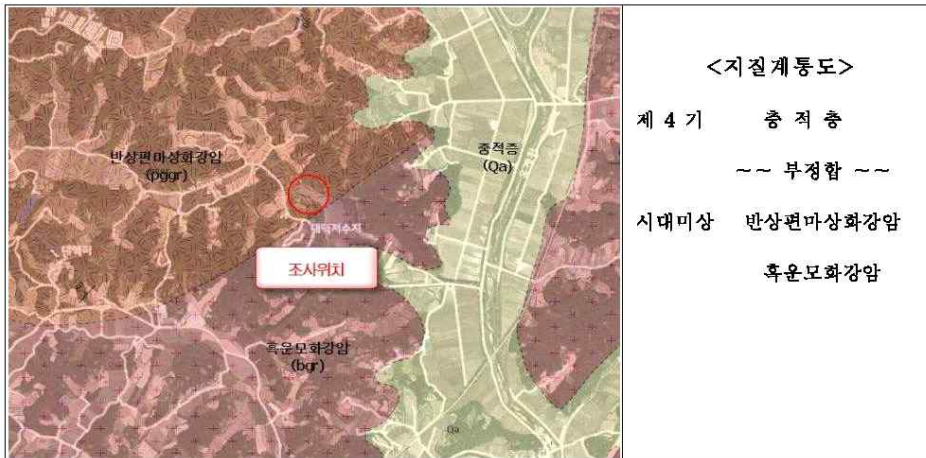 반상편마상화강암
(pggr)
충적층
(Qa)
대덕저수지
조사위치
흑운모화강암
(bgr)
Qa
<지질계통도>
제 4 기 충 적 층
~~ 부정합 ~~
시대미상 반상편마상화강암
흑운모화강암